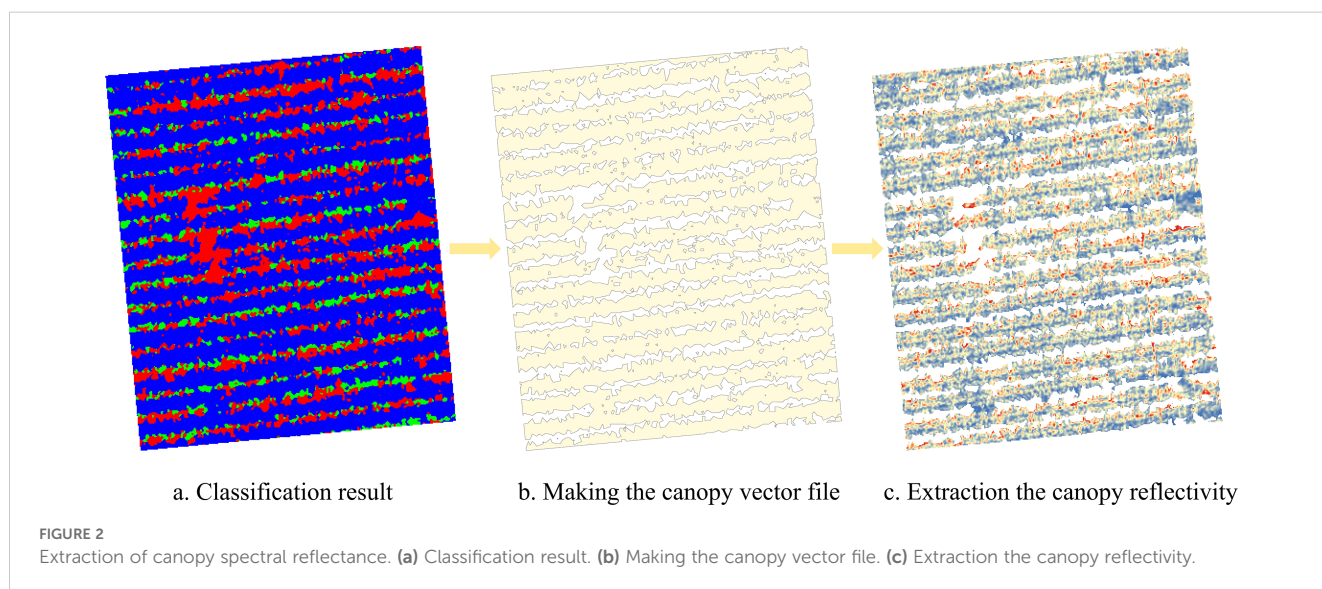 a. Classification result
b. Making the canopy vector file
c. Extraction the canopy reflectivity
FIGURE 2
Extraction of canopy spectral reflectance. (a) Classification result. (b) Making the canopy vector file. (c) Extraction the canopy reflectivity.